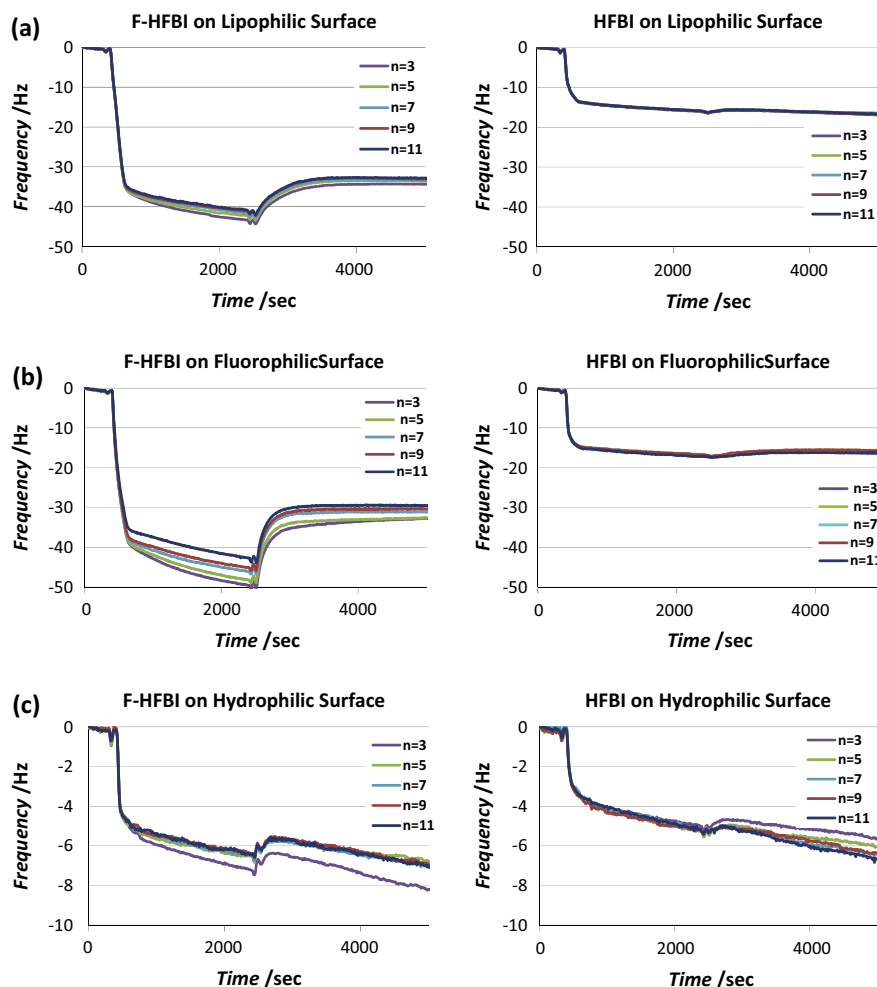 (a)
F-HFBI on Lipophilic Surface
0
-10
-20
-30
-40
-50
Frequency /Hz
n=3
n=5
n=7
n=9
n=11
0
2000
4000
Time /sec
HFBI on Lipophilic Surface
0
-10
-20
-30
-40
-50
Frequency /Hz
n=3
n=5
n=7
n=9
n=11
0
2000
4000
Time /sec
(b)
F-HFBI on FluorophilicSurface
0
-10
-20
-30
-40
-50
Frequency /Hz
n=3
n=5
n=7
n=9
n=11
0
2000
4000
Time /sec
HFBI on FluorophilicSurface
0
-10
-20
-30
-40
-50
Frequency /Hz
n=3
n=5
n=7
n=9
n=11
0
2000
4000
Time /sec
(c)
F-HFBI on Hydrophilic Surface
0
-2
-4
-6
-8
-10
Frequency /Hz
n=3
n=5
n=7
n=9
n=11
0
2000
4000
Time /sec
HFBI on Hydrophilic Surface
0
-2
-4
-6
-8
-10
Frequency /Hz
n=3
n=5
n=7
n=9
n=11
0
2000
4000
Time /sec